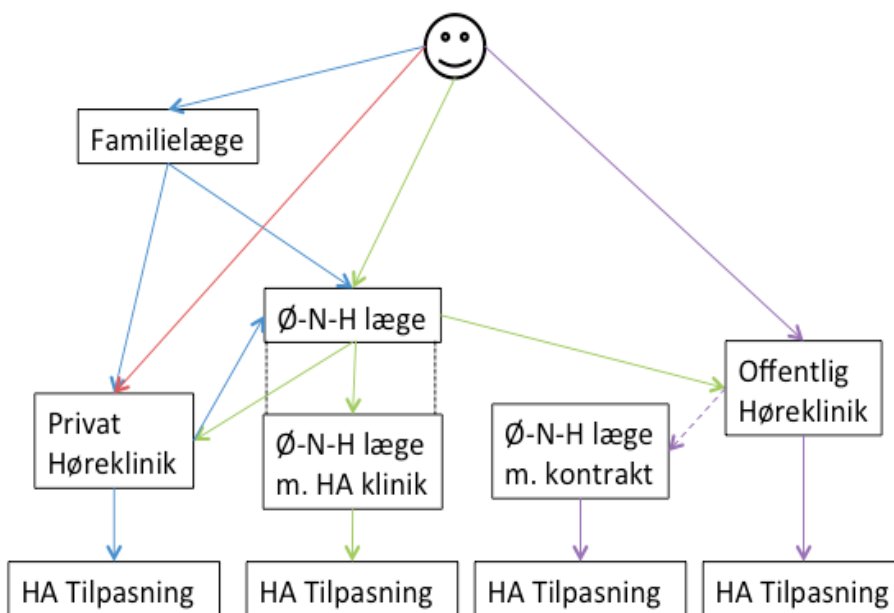 Familielæge
Ø-N-H læge
Offentlig
Høreklinik
Privat
Høreklinik
Ø-N-H læge
m. HA klinik
Ø-N-H læge
m. kontrakt
HA Tilpasning
HA Tilpasning
HA Tilpasning
HA Tilpasning